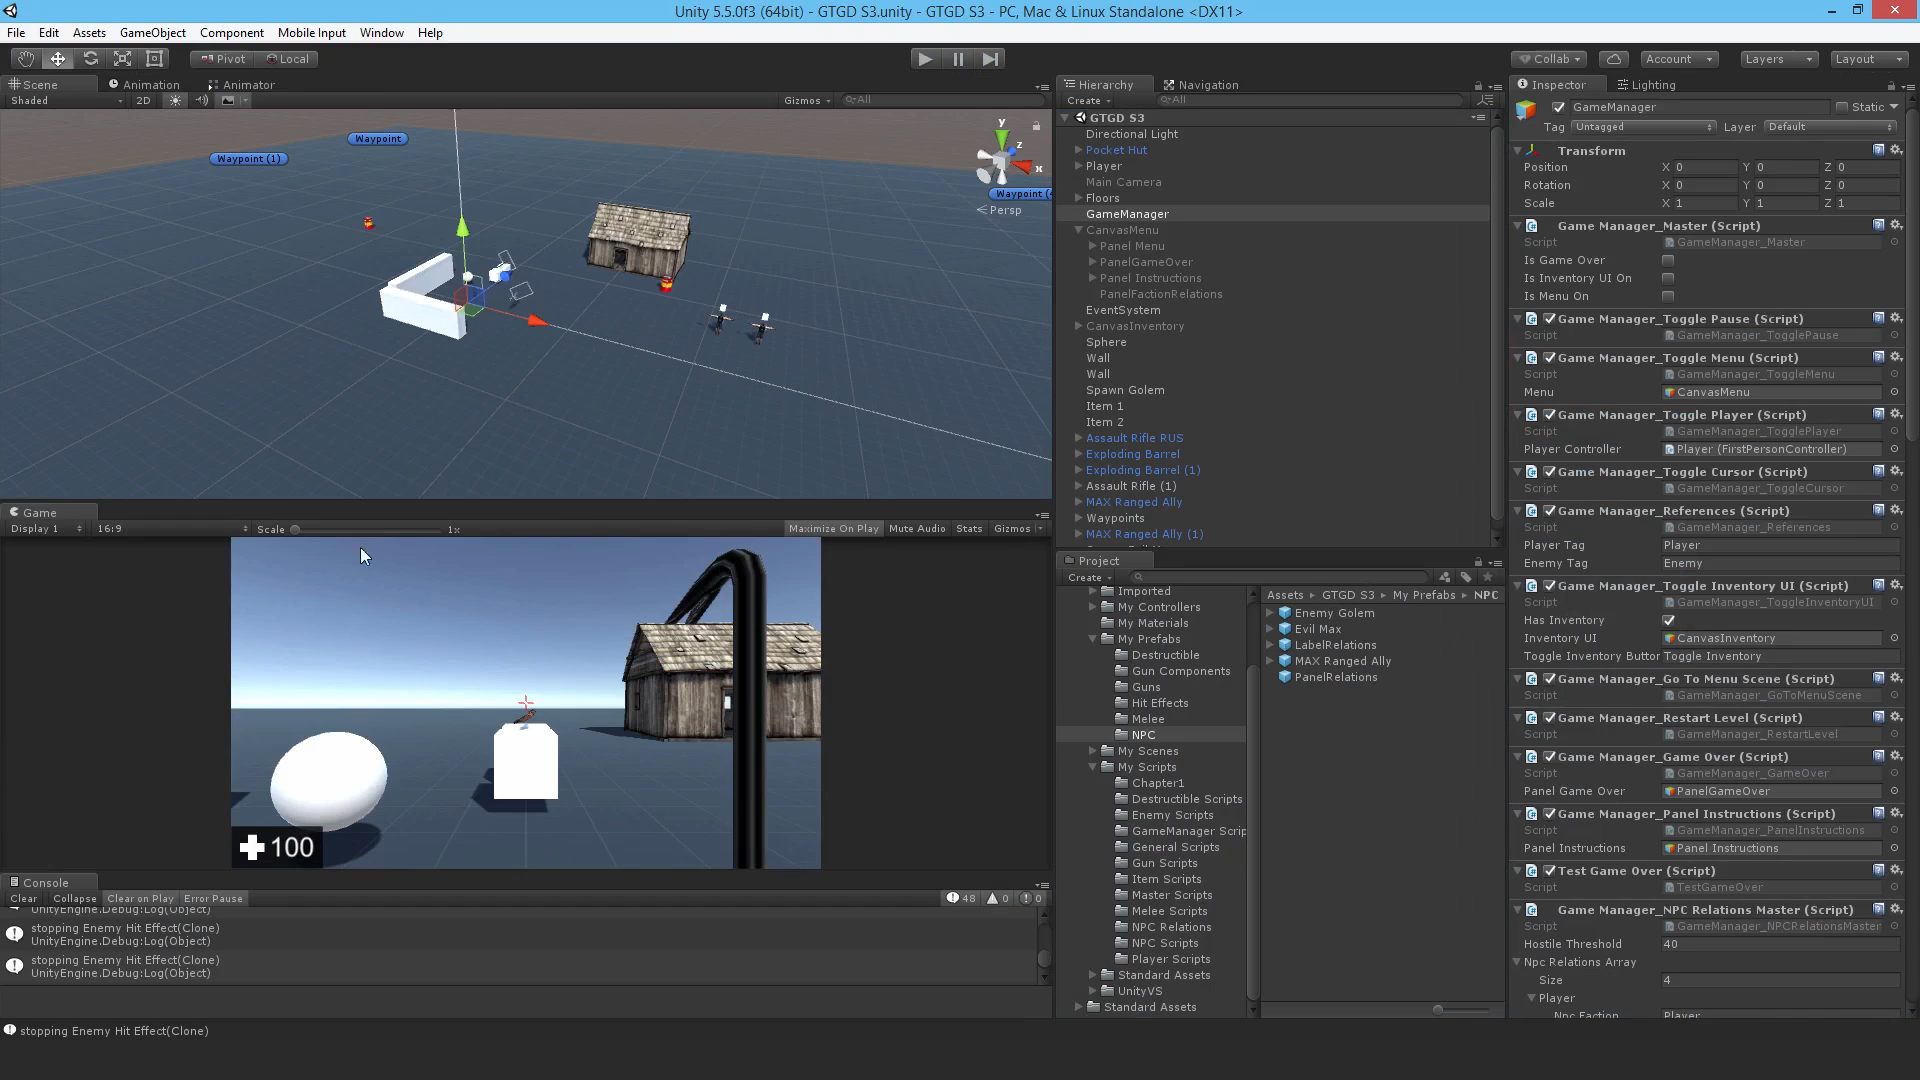 Unity 5.5.0f3 (64bit) - GTGD S3.unity - GTGD S3 - PC, Mac & Linux Standalone <DX11>
File Edit Assets GameObject Component Mobile Input Window Help
Pivot Local
Collab Account Layers Layout
Scene Animation Animator
Shaded 2D Gizmos All
Waypoint
Waypoint (1)
y
z
x
Waypoint (
Persp
Game
Display 1 16:9 Scale 1x Maximize On Play Mute Audio Stats Gizmos
100
Console
Clear Collapse Clear on Play Error Pause 48 0 0
UnityEngine.Debug:Log(Object)
stopping Enemy Hit Effect(Clone)
UnityEngine.Debug:Log(Object)
stopping Enemy Hit Effect(Clone)
UnityEngine.Debug:Log(Object)
stopping Enemy Hit Effect(Clone)
Hierarchy Navigation
Create All
GTGD S3
Directional Light
Pocket Hut
Player
Main Camera
Floors
GameManager
CanvasMenu
Panel Menu
PanelGameOver
Panel Instructions
PanelFactionRelations
EventSystem
CanvasInventory
Sphere
Wall
Wall
Spawn Golem
Item 1
Item 2
Assault Rifle RUS
Exploding Barrel
Exploding Barrel (1)
Assault Rifle (1)
MAX Ranged Ally
Waypoints
MAX Ranged Ally (1)
Project
Create
Imported
My Controllers
My Materials
My Prefabs
Destructible
Gun Components
Guns
Hit Effects
Melee
NPC
My Scenes
My Scripts
Chapter1
Destructible Scripts
Enemy Scripts
GameManager Scrip
General Scripts
Gun Scripts
Item Scripts
Master Scripts
Melee Scripts
NPC Relations
NPC Scripts
Player Scripts
Standard Assets
UnityVS
Standard Assets
Assets GTGD S3 My Prefabs NPC
Enemy Golem
Evil Max
LabelRelations
MAX Ranged Ally
PanelRelations
Inspector Lighting
GameManager Static
Tag Untagged Layer Default
Transform
Position X 0 Y 0 Z 0
Rotation X 0 Y 0 Z 0
Scale X 1 Y 1 Z 1
Game Manager_Master (Script)
Script GameManager_Master
Is Game Over
Is Inventory UI On
Is Menu On
Game Manager_Toggle Pause (Script)
Script GameManager_TogglePause
Game Manager_Toggle Menu (Script)
Script GameManager_ToggleMenu
Menu CanvasMenu
Game Manager_Toggle Player (Script)
Script GameManager_TogglePlayer
Player Controller Player (FirstPersonController)
Game Manager_Toggle Cursor (Script)
Script GameManager_ToggleCursor
Game Manager_References (Script)
Script GameManager_References
Player Tag Player
Enemy Tag Enemy
Game Manager_Toggle Inventory UI (Script)
Script GameManager_ToggleInventoryUI
Has Inventory
Inventory UI CanvasInventory
Toggle Inventory Buttor Toggle Inventory
Game Manager_Go To Menu Scene (Script)
Script GameManager_GoToMenuScene
Game Manager_Restart Level (Script)
Script GameManager_RestartLevel
Game Manager_Game Over (Script)
Script GameManager_GameOver
Panel Game Over PanelGameOver
Game Manager_Panel Instructions (Script)
Script GameManager_PanelInstructions
Panel Instructions Panel Instructions
Test Game Over (Script)
Script TestGameOver
Game Manager_NPC Relations Master (Script)
Script GameManager_NPCRelationsMaster
Hostile Threshold 40
Npc Relations Array
Size 4
Player
Npc Faction Player